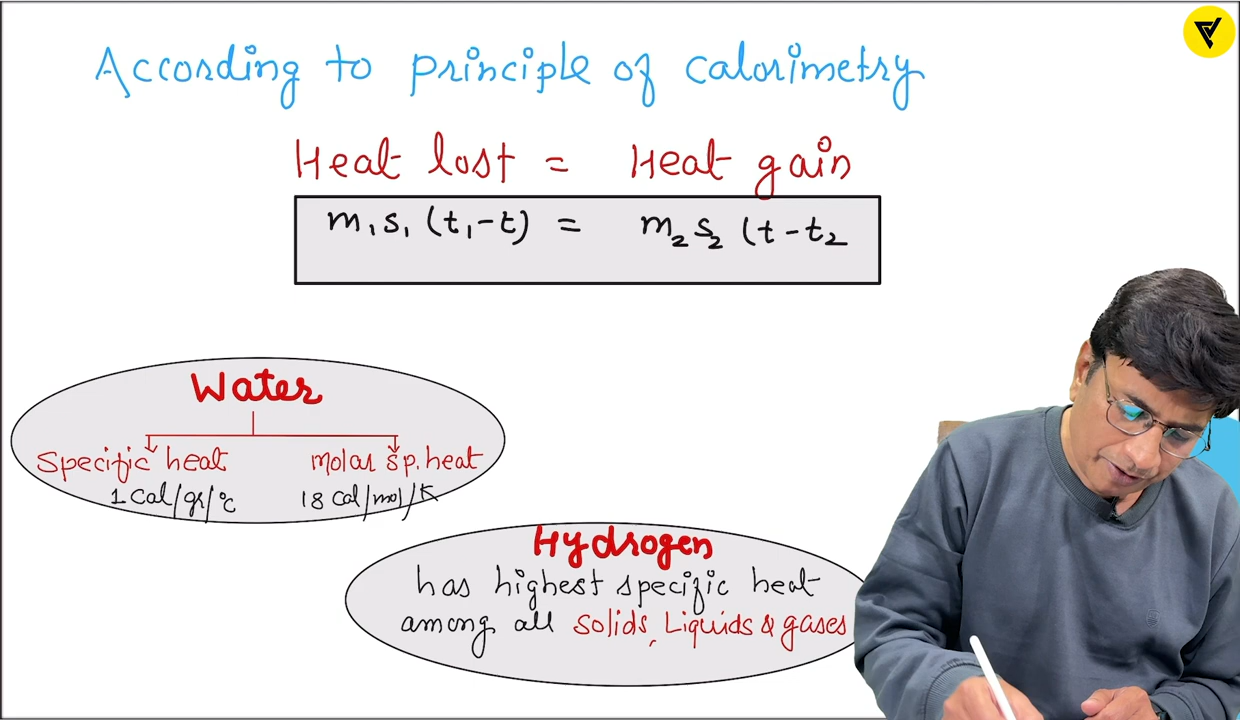 According to principle of calorimetry
Heat lost = Heat gain
m₁s₁ (t₁-t) = m₂s₂ (t-t₂
Water
Specific heat
Molar sp. heat
1 Cal/gr/°C
18 Cal/mol/K
Hydrogen
has highest specific heat
among all solids, Liquids & gases